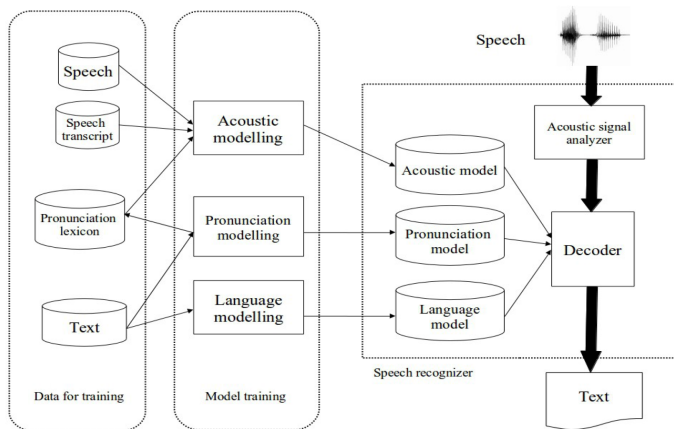 Speech
Speech
Speech
transcript
Acoustic
modelling
Acoustic signal
analyzer
Acoustic model
Pronunciation
lexicon
Pronunciation
modelling
Pronunciation
model
Decoder
Text
Language
modelling
Language
model
Speech recognizer
Data for training
Model training
Text